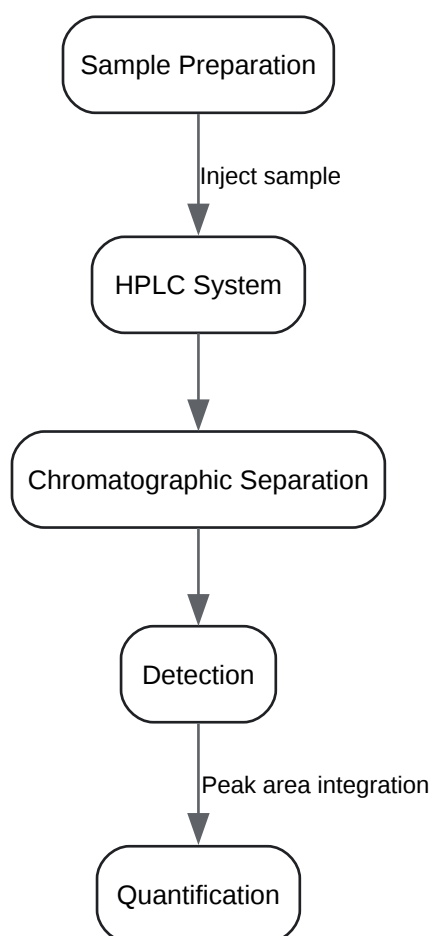 Sample Preparation
Inject sample
HPLC System
Chromatographic Separation
Detection
Peak area integration
Quantification